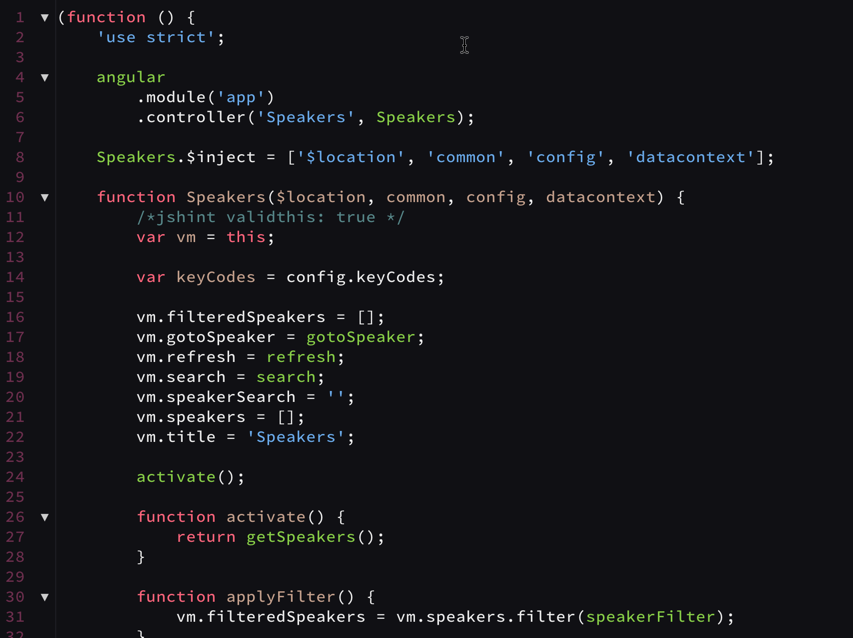 1 ▼ (function () {
2     'use strict';
3
4 ▼     angular
5         .module('app')
6         .controller('Speakers', Speakers);
7
8     Speakers.$inject = ['$location', 'common', 'config', 'datacontext'];
9
10 ▼     function Speakers($location, common, config, datacontext) {
11         /*jshint validthis: true */
12         var vm = this;
13
14         var keyCodes = config.keyCodes;
15
16         vm.filteredSpeakers = [];
17         vm.gotoSpeaker = gotoSpeaker;
18         vm.refresh = refresh;
19         vm.search = search;
20         vm.speakerSearch = '';
21         vm.speakers = [];
22         vm.title = 'Speakers';
23
24         activate();
25
26 ▼         function activate() {
27             return getSpeakers();
28         }
29
30 ▼         function applyFilter() {
31             vm.filteredSpeakers = vm.speakers.filter(speakerFilter);
32         }